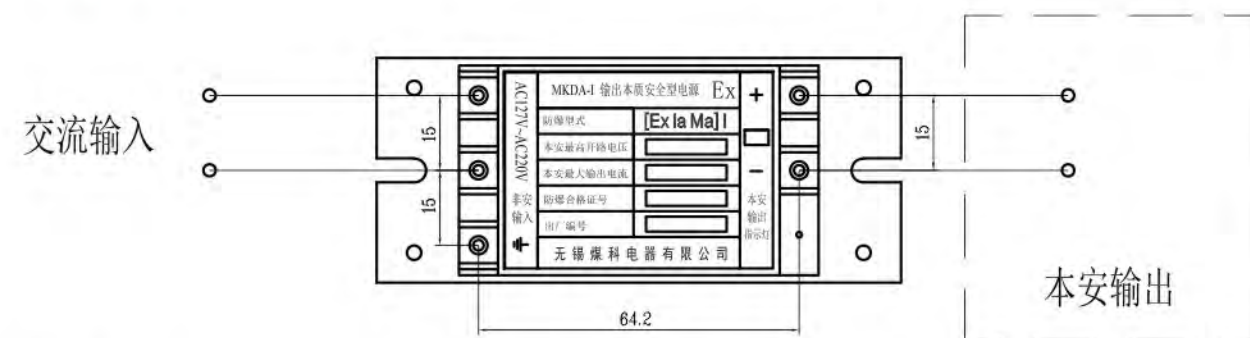 交流输入
15
15
AC127V~AC220V
非安
输入
MKDA-I 输出本质安全型电源 Ex
防爆型式 [Ex Ia Ma] I
本安最高开路电压
本安最大输出电流
防爆合格证号
出厂编号
无锡煤科电器有限公司
+
−
本安
输出
指示灯
15
64.2
本安输出